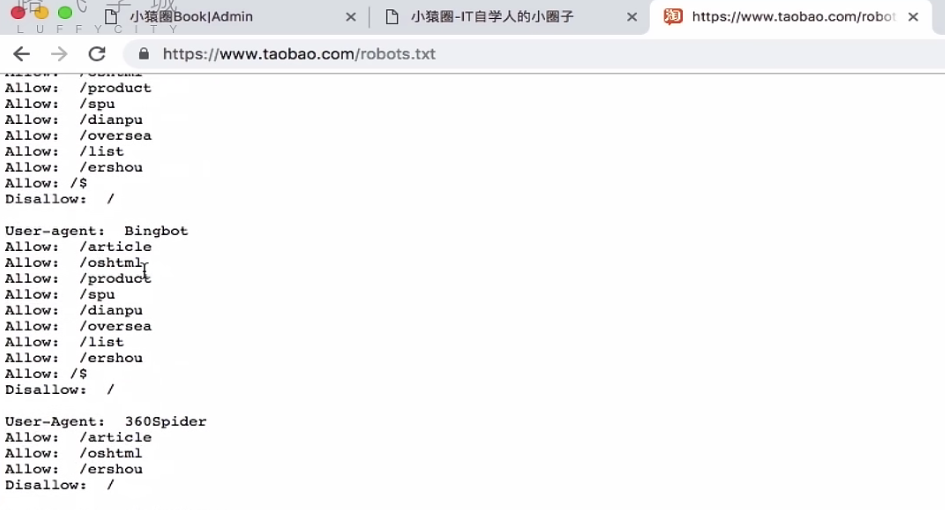 LUFFYCITY
小猿圈Book|Admin
小猿圈-IT自学人的小圈子
淘 https://www.taobao.com/robot
https://www.taobao.com/robots.txt
Allow:  /oshtml
Allow:  /product
Allow:  /spu
Allow:  /dianpu
Allow:  /oversea
Allow:  /list
Allow:  /ershou
Allow: /$
Disallow:  /
User-agent:  Bingbot
Allow:  /article
Allow:  /oshtml
Allow:  /product
Allow:  /spu
Allow:  /dianpu
Allow:  /oversea
Allow:  /list
Allow:  /ershou
Allow: /$
Disallow:  /
User-Agent:  360Spider
Allow:  /article
Allow:  /oshtml
Allow:  /ershou
Disallow:  /